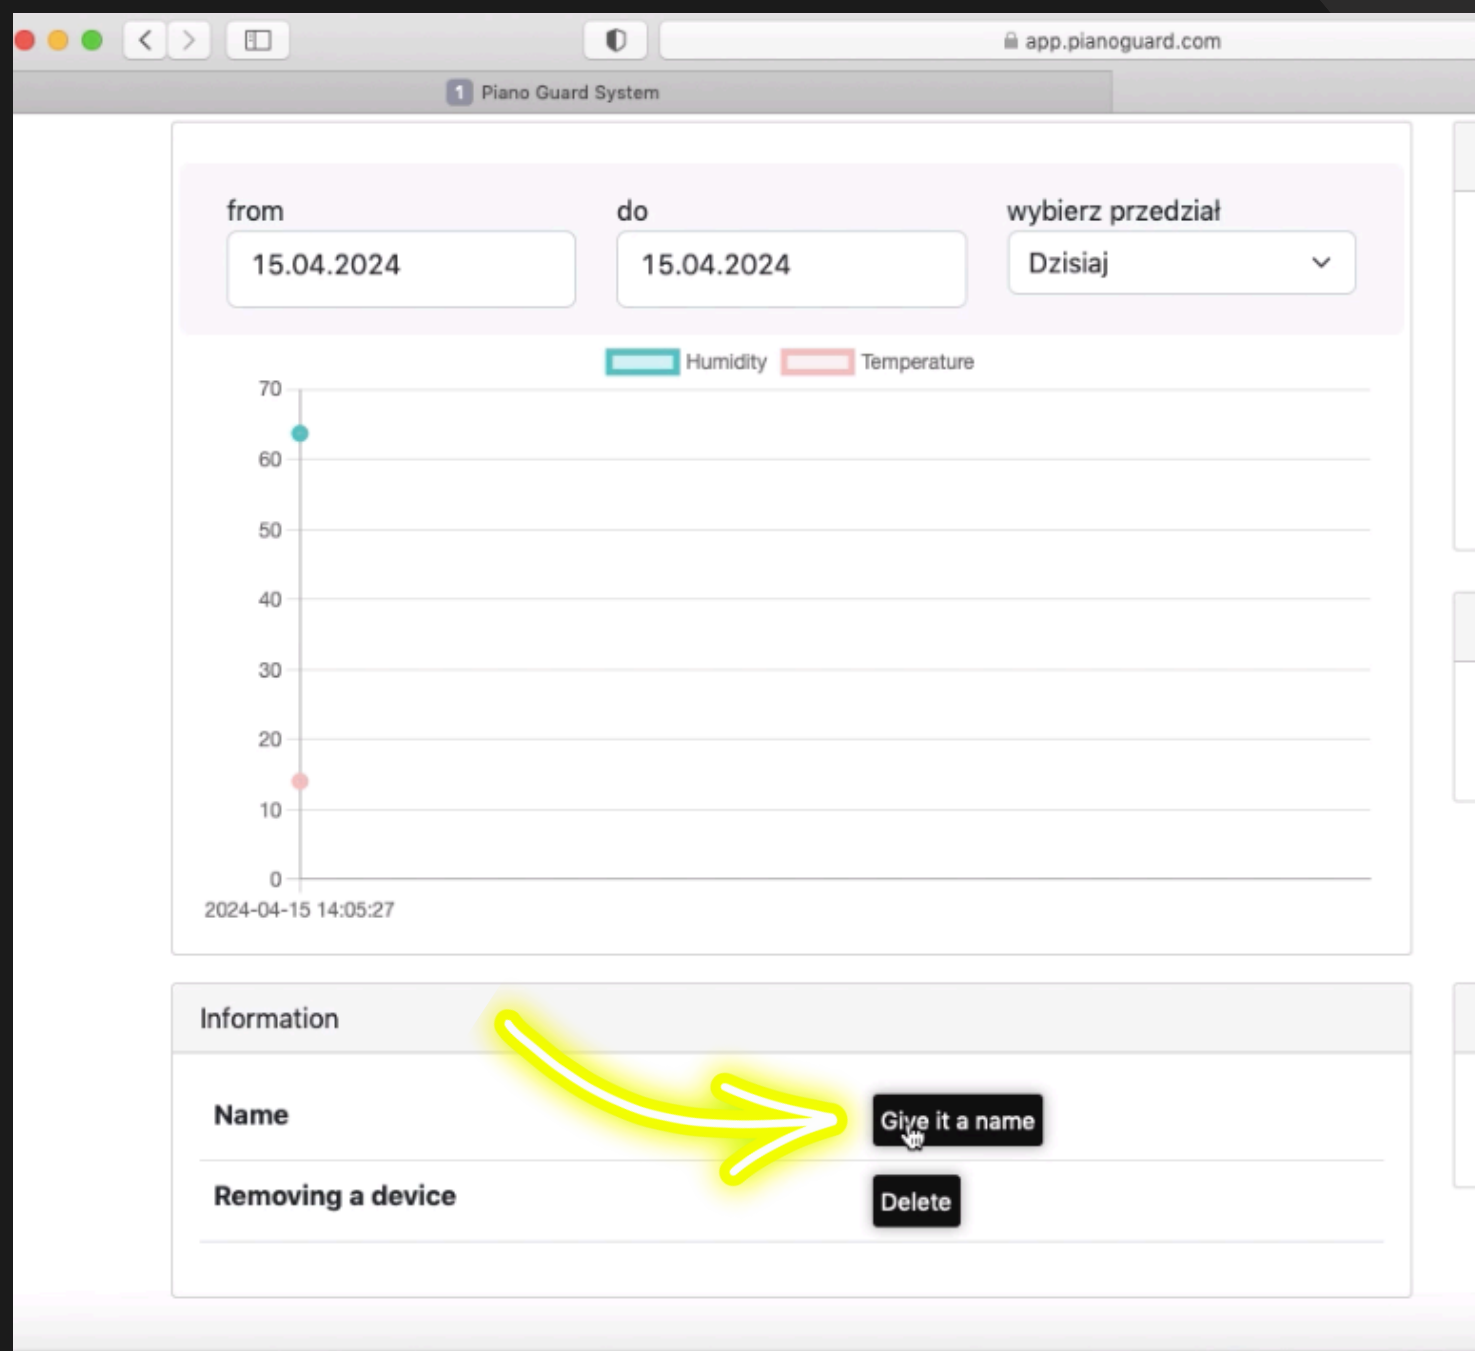 app.pianoguard.com
1 Piano Guard System
from do wybierz przedział
15.04.2024 15.04.2024 Dzisiaj
Humidity Temperature
70
60
50
40
30
20
10
0
2024-04-15 14:05:27
Information
Name Give it a name
Removing a device Delete